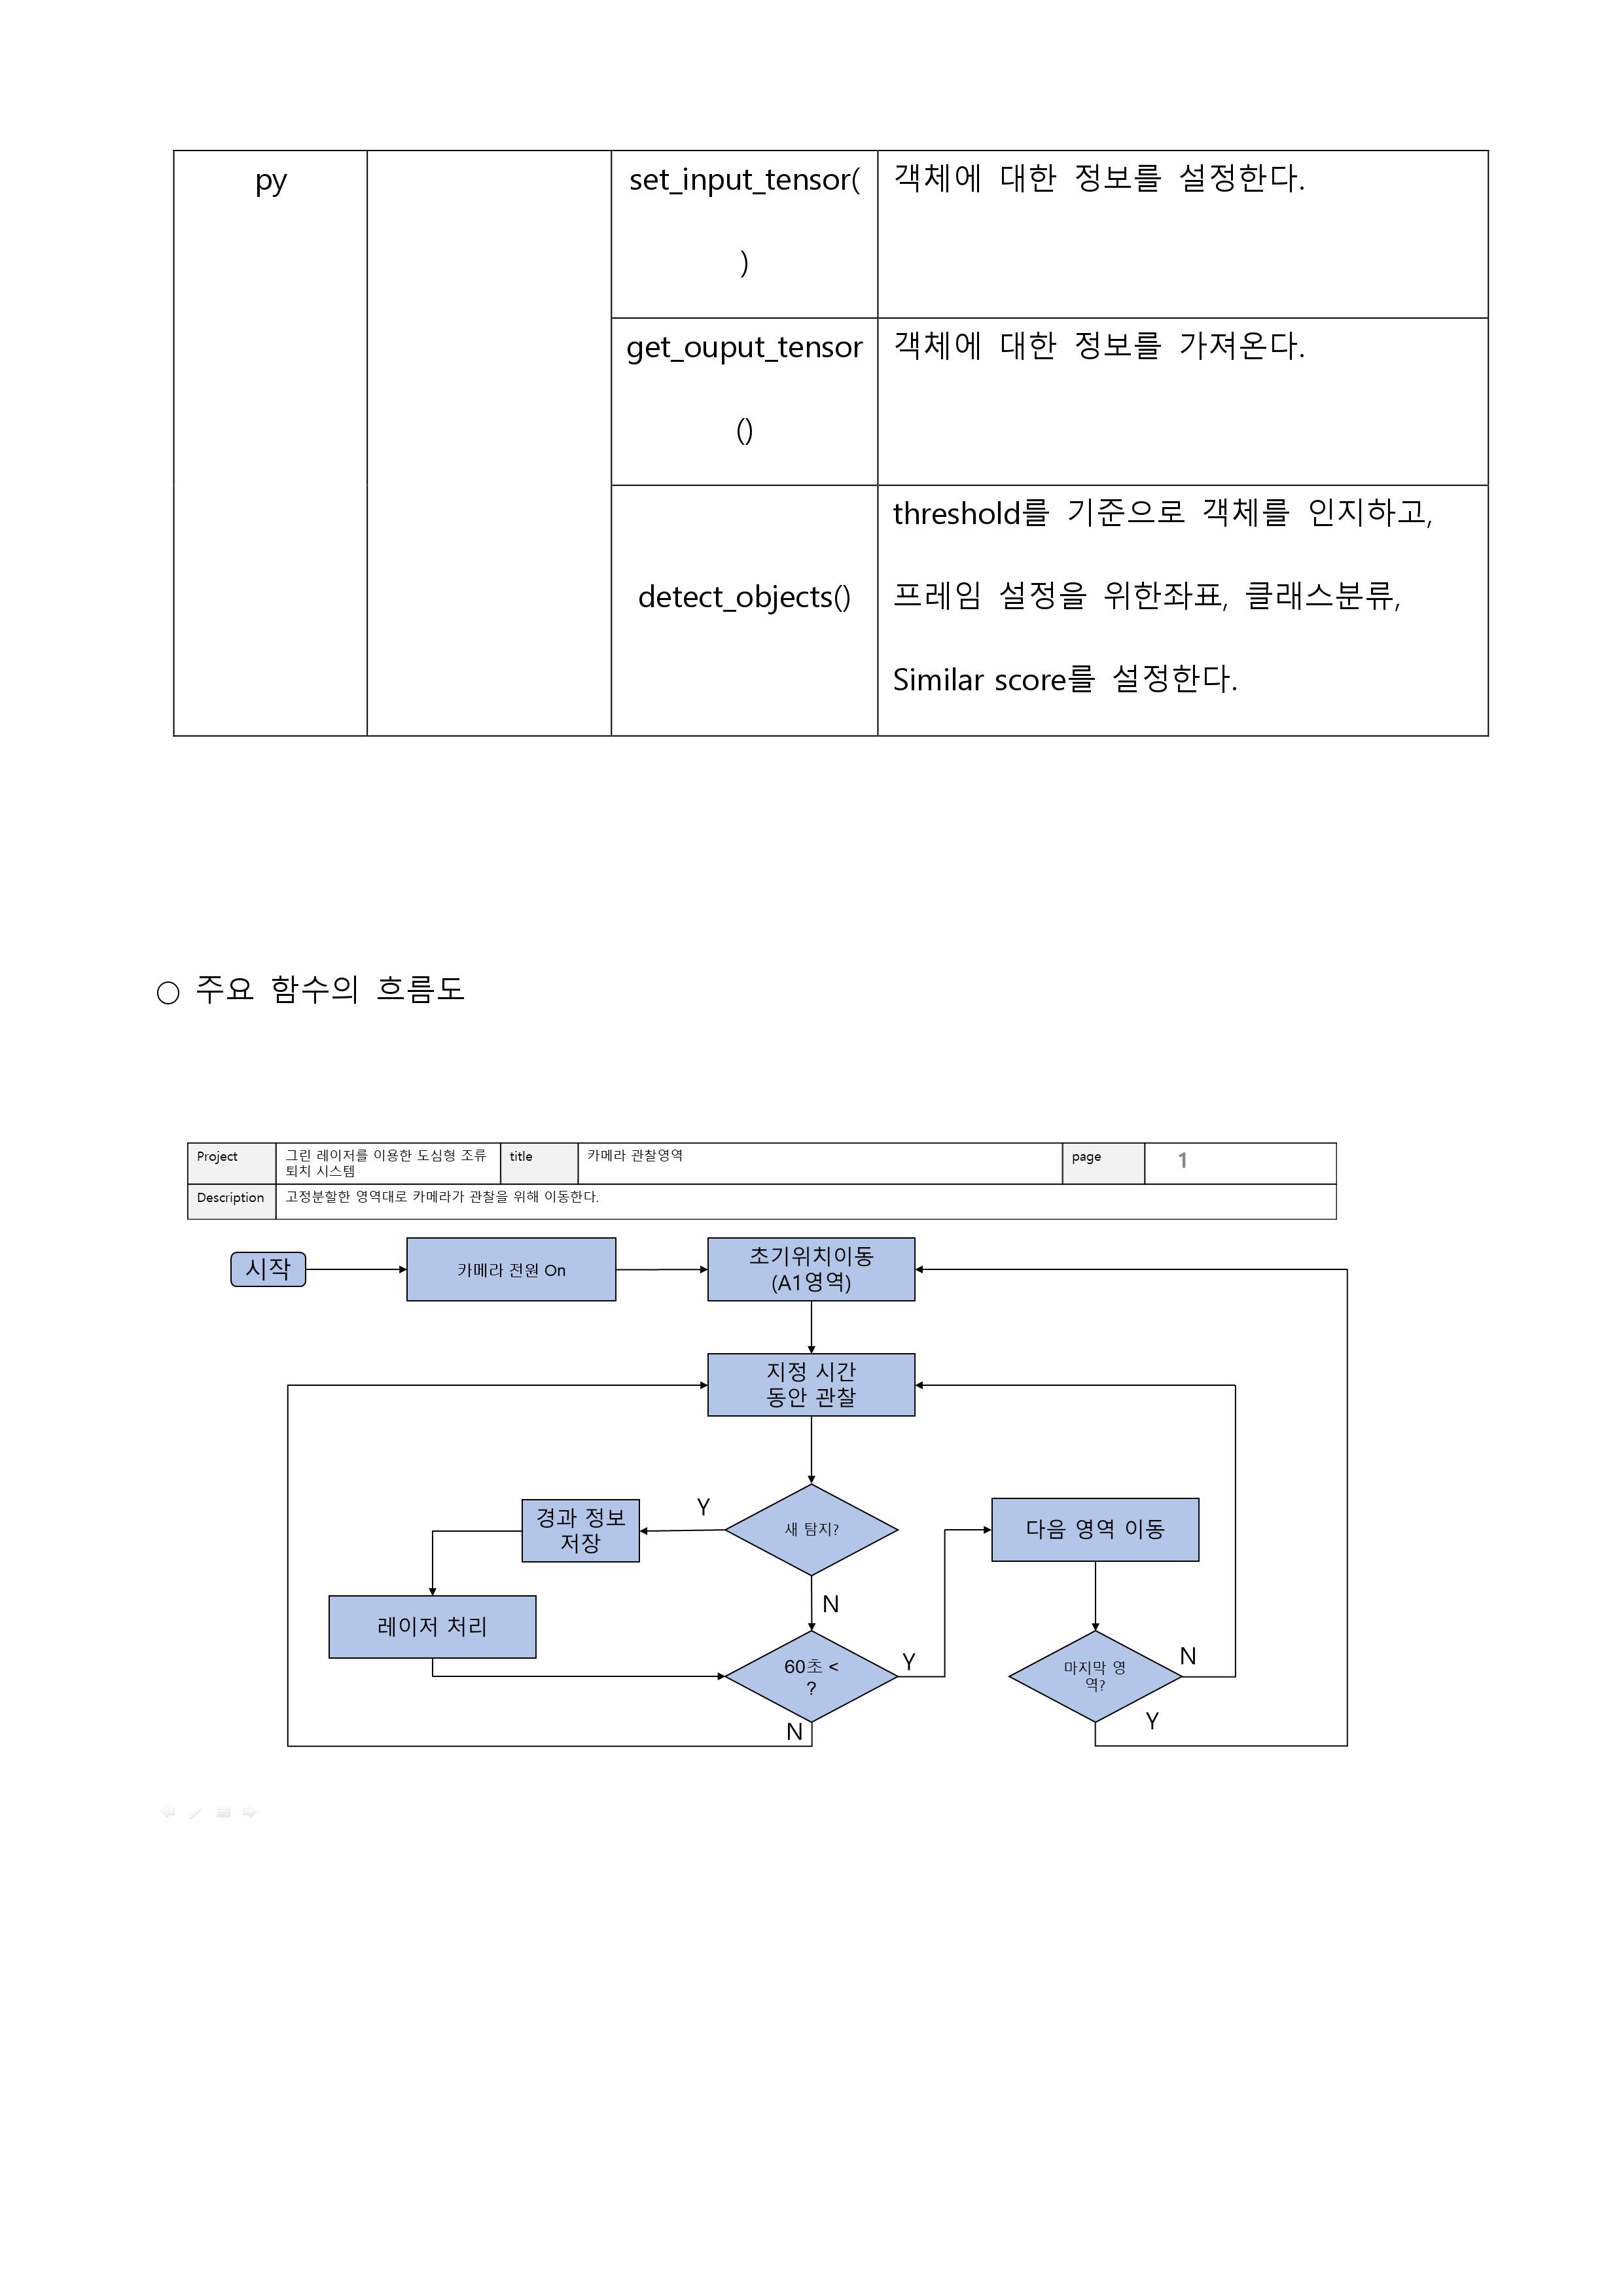 py
set_input_tensor(
)
객체에 대한 정보를 설정한다.
get_ouput_tensor
()
객체에 대한 정보를 가져온다.
detect_objects()
threshold를 기준으로 객체를 인지하고,
프레임 설정을 위한좌표, 클래스분류,
Similar score를 설정한다.
○ 주요 함수의 흐름도
Project
그린 레이저를 이용한 도심형 조류
퇴치 시스템
title
카메라 관찰영역
page
1
Description
고정분할한 영역대로 카메라가 관찰을 위해 이동한다.
시작
카메라 전원 On
초기위치이동
(A1영역)
지정 시간
동안 관찰
새 탐지?
Y
경과 정보
저장
레이저 처리
N
60초 <
?
Y
N
다음 영역 이동
마지막 영
역?
N
Y